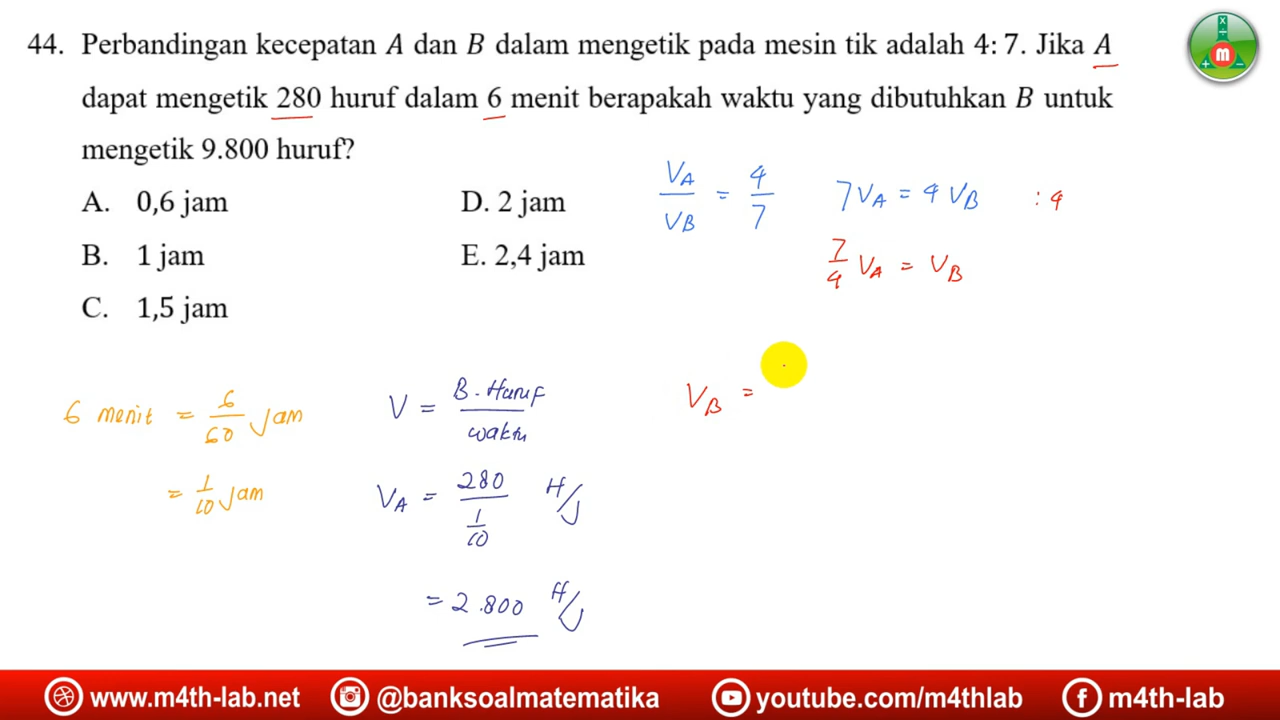 44. Perbandingan kecepatan A dan B dalam mengetik pada mesin tik adalah 4: 7. Jika A
dapat mengetik 280 huruf dalam 6 menit berapakah waktu yang dibutuhkan B untuk
mengetik 9.800 huruf?
A. 0,6 jam
B. 1 jam
C. 1,5 jam
D. 2 jam
E. 2,4 jam
VA/VB = 4/7
7VA = 4VB : 4
7/4 VA = VB
6 menit = 6/60 Jam
= 1/10 Jam
V = B. Huruf/waktu
VA = 280/(1/10) H/J
= 2.800 H/J
VB =
x ÷ m + −
www.m4th-lab.net @banksoalmatematika youtube.com/m4thlab m4th-lab